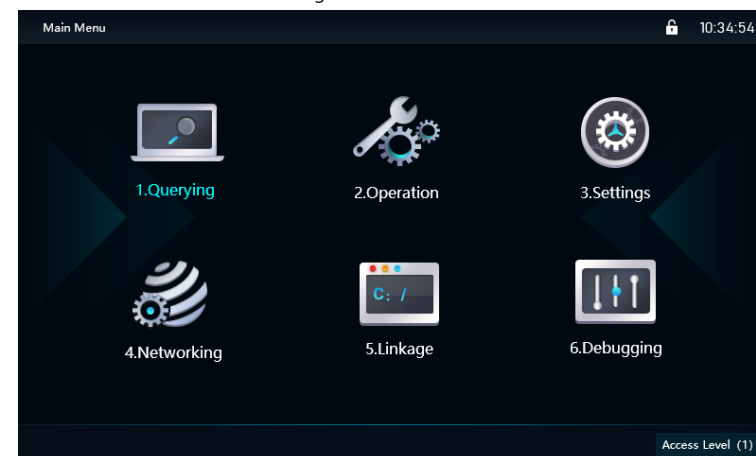 Main Menu
10:34:54
1.Querying
2.Operation
3.Settings
C: /
4.Networking
5.Linkage
6.Debugging
Access Level (1)